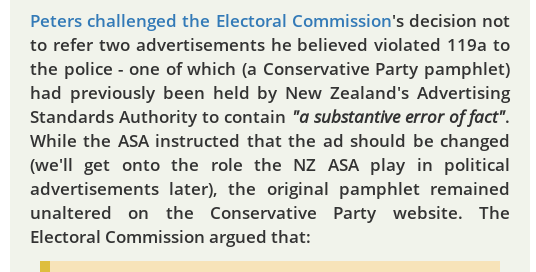 Peters challenged the Electoral Commission's decision not
to refer two advertisements he believed violated 119a to
the police - one of which (a Conservative Party pamphlet)
had previously been held by New Zealand's Advertising
Standards Authority to contain "a substantive error of fact".
While the ASA instructed that the ad should be changed
(we'll get onto the role the NZ ASA play in political
advertisements later), the original pamphlet remained
unaltered on the Conservative Party website. The
Electoral Commission argued that: